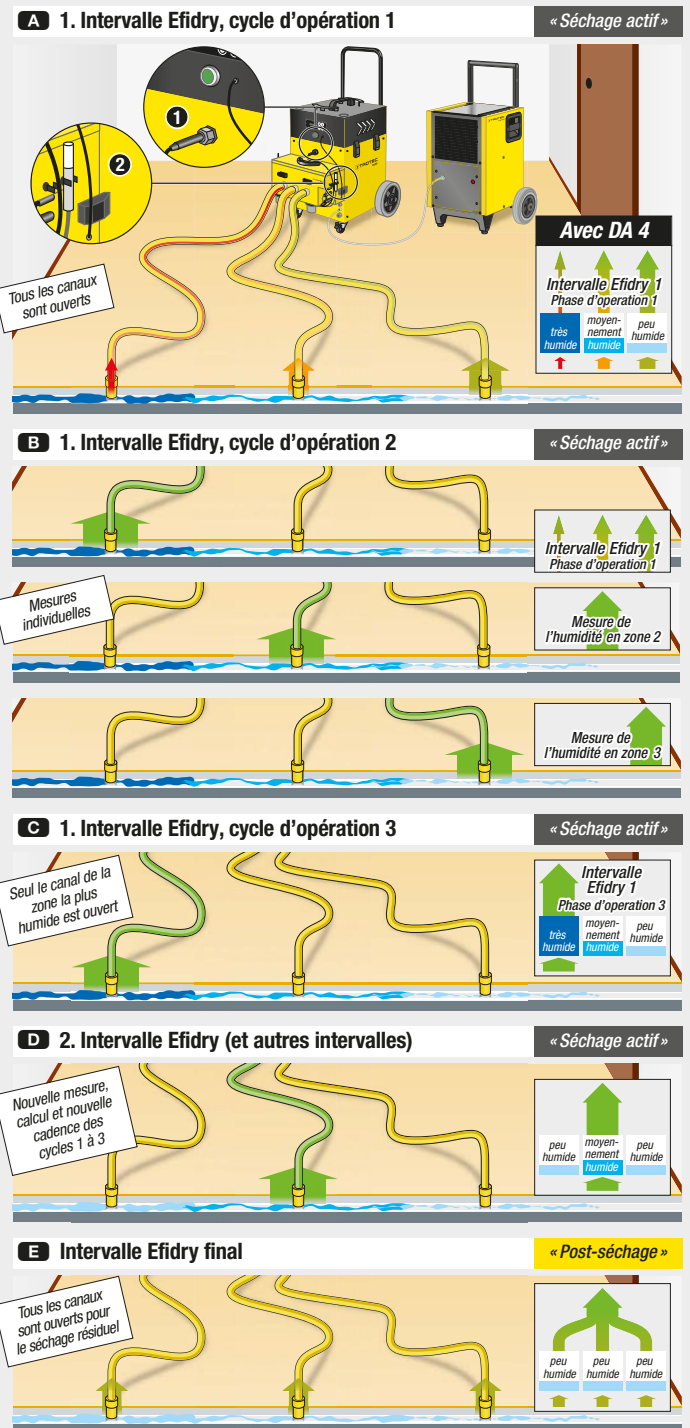 A 1. Intervalle Efidry, cycle d'opération 1
« Séchage actif »
1
2
TROTEC
Tous les canaux
sont ouverts
Avec DA 4
Intervalle Efidry 1
Phase d'operation 1
très
humide
moyen-
nement
humide
peu
humide
B 1. Intervalle Efidry, cycle d'opération 2
« Séchage actif »
Intervalle Efidry 1
Phase d'operation 1
Mesures
individuelles
Mesure de
l'humidité en zone 2
Mesure de
l'humidité en zone 3
C 1. Intervalle Efidry, cycle d'opération 3
« Séchage actif »
Seul le canal de la
zone la plus
humide est ouvert
Intervalle
Efidry 1
Phase d'operation 3
très
humide
moyen-
nement
humide
peu
humide
D 2. Intervalle Efidry (et autres intervalles)
« Séchage actif »
Nouvelle mesure,
calcul et nouvelle
cadence des
cycles 1 à 3
peu
humide
moyen-
nement
humide
peu
humide
E Intervalle Efidry final
« Post-séchage »
Tous les canaux
sont ouverts pour
le séchage résiduel
peu
humide
peu
humide
peu
humide